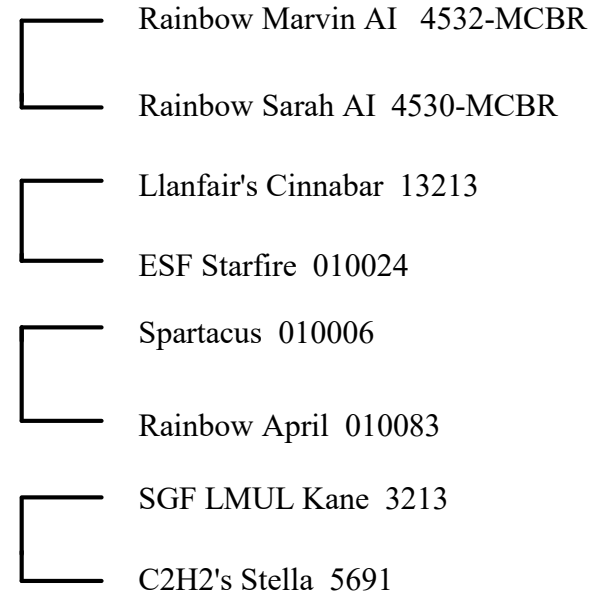 Rainbow Marvin AI 4532-MCBR
Rainbow Sarah AI 4530-MCBR
Llanfair's Cinnabar 13213
ESF Starfire 010024
Spartacus 010006
Rainbow April 010083
SGF LMUL Kane 3213
C2H2's Stella 5691